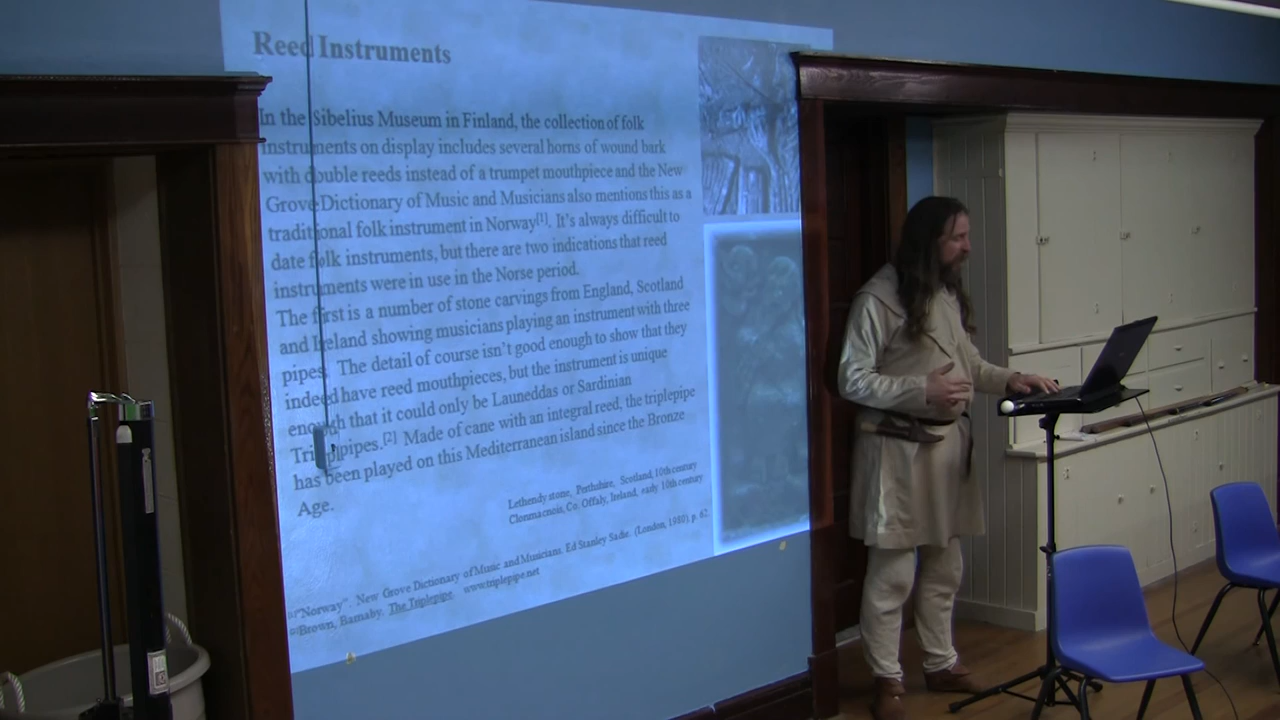 Reed Instruments
In the Sibelius Museum in Finland, the collection of folk
instruments on display includes several horns of wound bark
with double reeds instead of a trumpet mouthpiece and the New
Grove Dictionary of Music and Musicians also mentions this as a
traditional folk instrument in Norway[1]. It's always difficult to
date folk instruments, but there are two indications that reed
instruments were in use in the Norse period.
The first is a number of stone carvings from England, Scotland
and Ireland showing musicians playing an instrument with three
pipes. The detail of course isn't good enough to show that they
indeed have reed mouthpieces, but the instrument is unique
enough that it could only be Launeddas or Sardinian
Triplepipes.[2] Made of cane with an integral reed, the triplepipe
has been played on this Mediterranean island since the Bronze
Age.
Lethendy stone, Perthshire, Scotland, 10th century
Clonmacnois, Co. Offaly, Ireland, early 10th century
[1]"Norway". New Grove Dictionary of Music and Musicians. Ed Stanley Sadie. (London, 1980). p. 62
[2]Brown, Barnaby. The Triplepipe. www.triplepipe.net